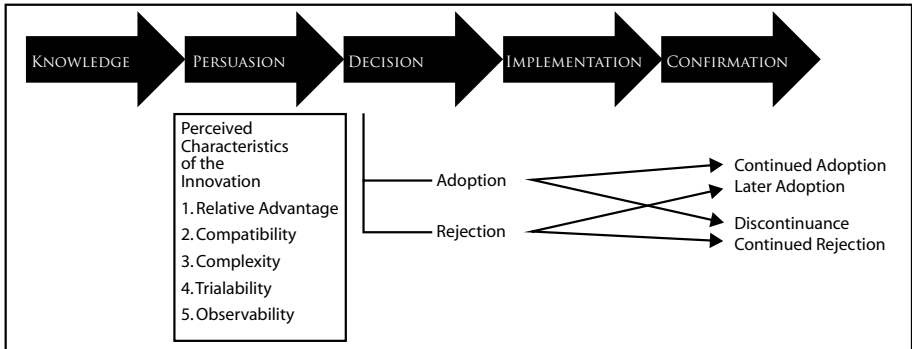 KNOWLEDGE
PERSUASION
DECISION
IMPLEMENTATION
CONFIRMATION
Perceived
Characteristics
of the
Innovation
1. Relative Advantage
2. Compatibility
3. Complexity
4. Trialability
5. Observability
Adoption
Rejection
Continued Adoption
Later Adoption
Discontinuance
Continued Rejection